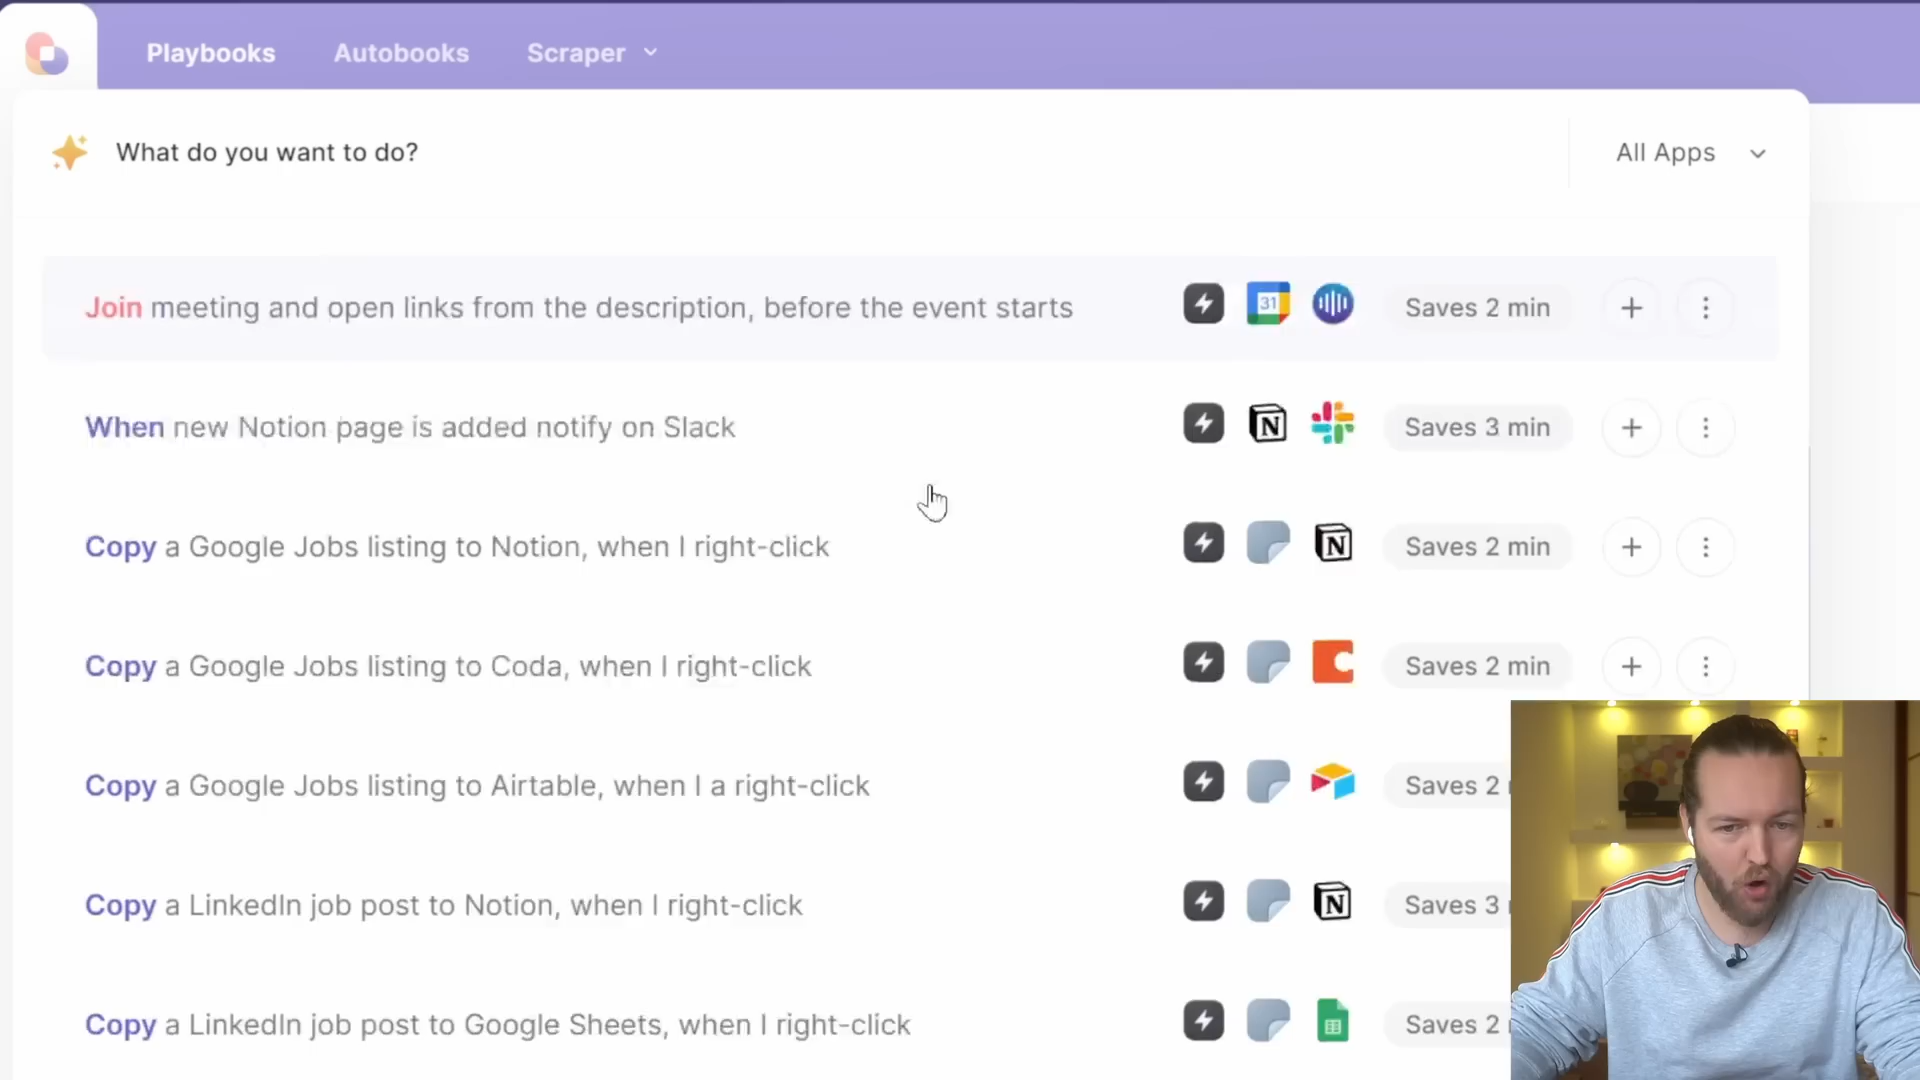 Playbooks Autobooks Scraper
What do you want to do? All Apps
Join meeting and open links from the description, before the event starts 31 Saves 2 min
When new Notion page is added notify on Slack N Saves 3 min
Copy a Google Jobs listing to Notion, when I right-click N Saves 2 min
Copy a Google Jobs listing to Coda, when I right-click Saves 2 min
Copy a Google Jobs listing to Airtable, when I a right-click Saves 2
Copy a LinkedIn job post to Notion, when I right-click N Saves 3
Copy a LinkedIn job post to Google Sheets, when I right-click Saves 2